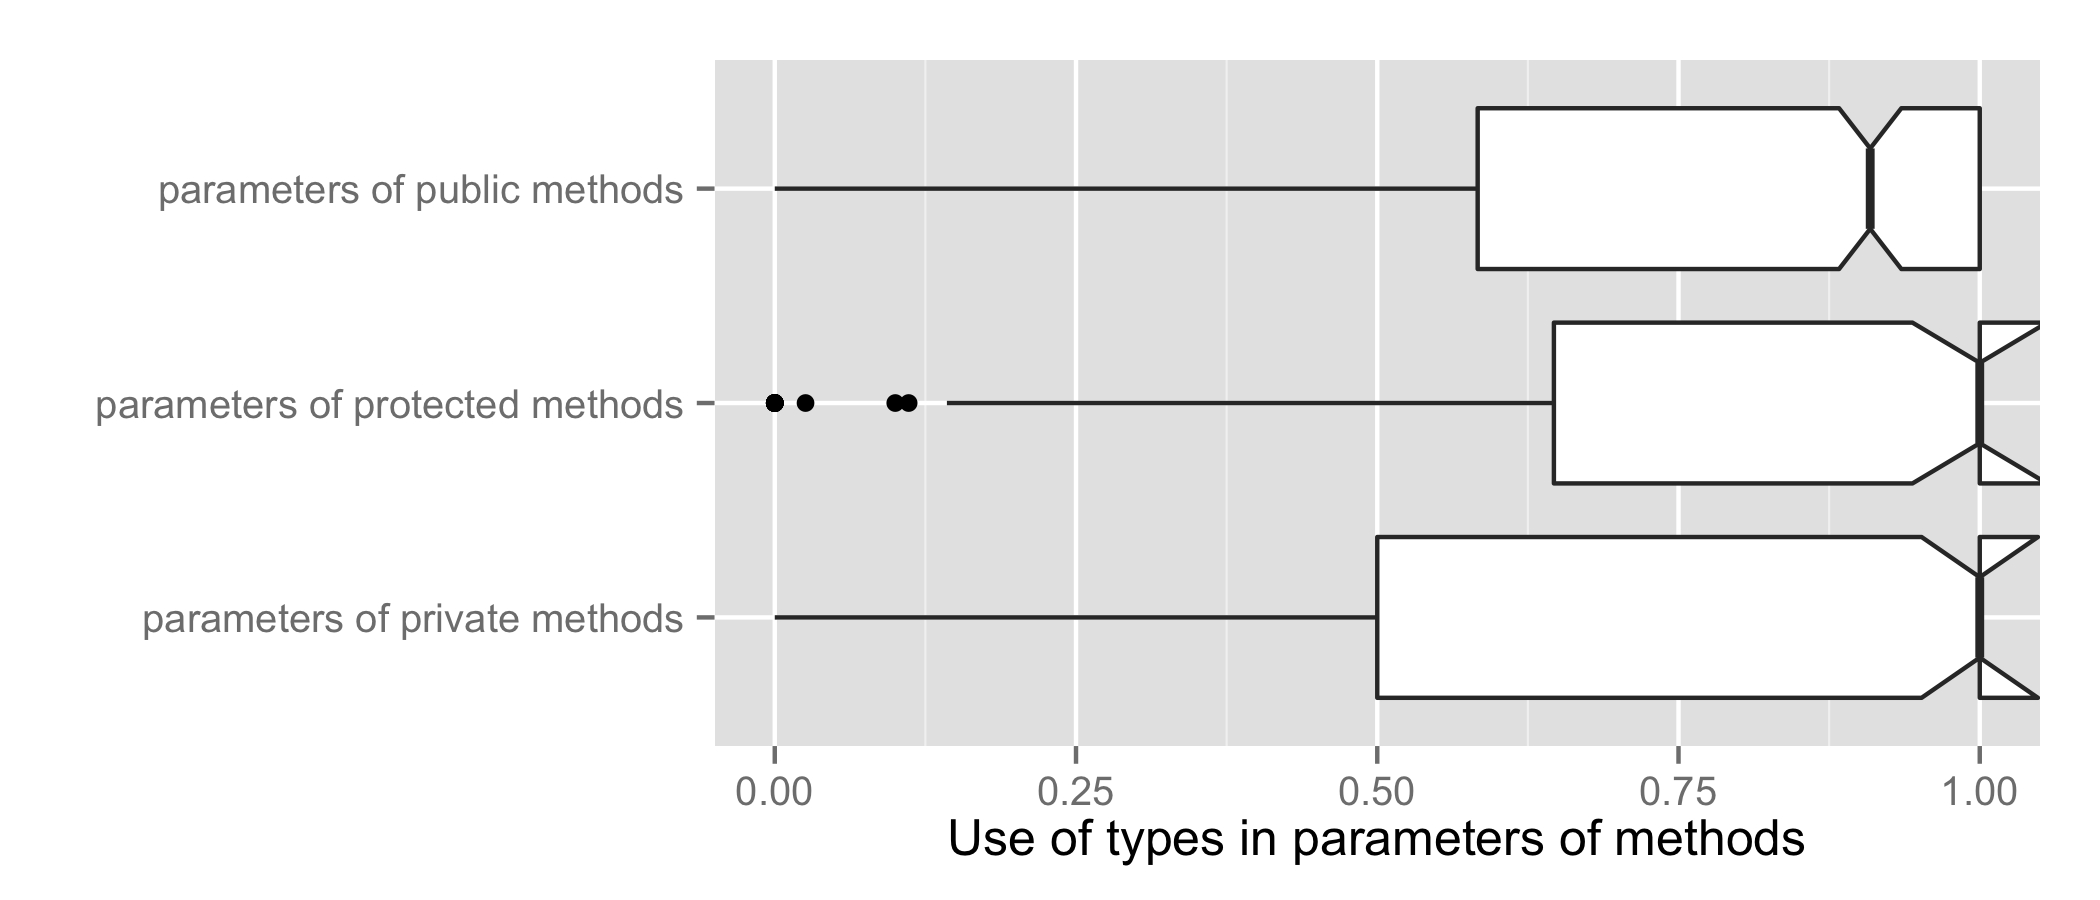 parameters of public methods
parameters of protected methods
parameters of private methods
0.00 0.25 0.50 0.75 1.00
Use of types in parameters of methods